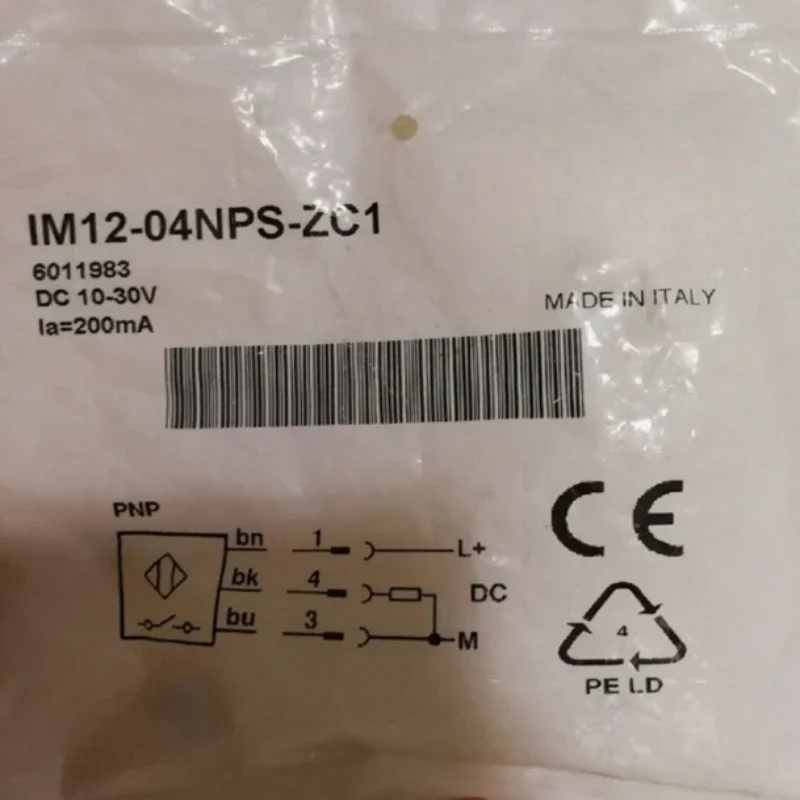 IM12-04NPS-ZC1
6011983
DC 10-30V
Ia=200mA
MADE IN ITALY
PNP
bn 1 L+
bk 4 DC
bu 3 M
CE
4
PE LD